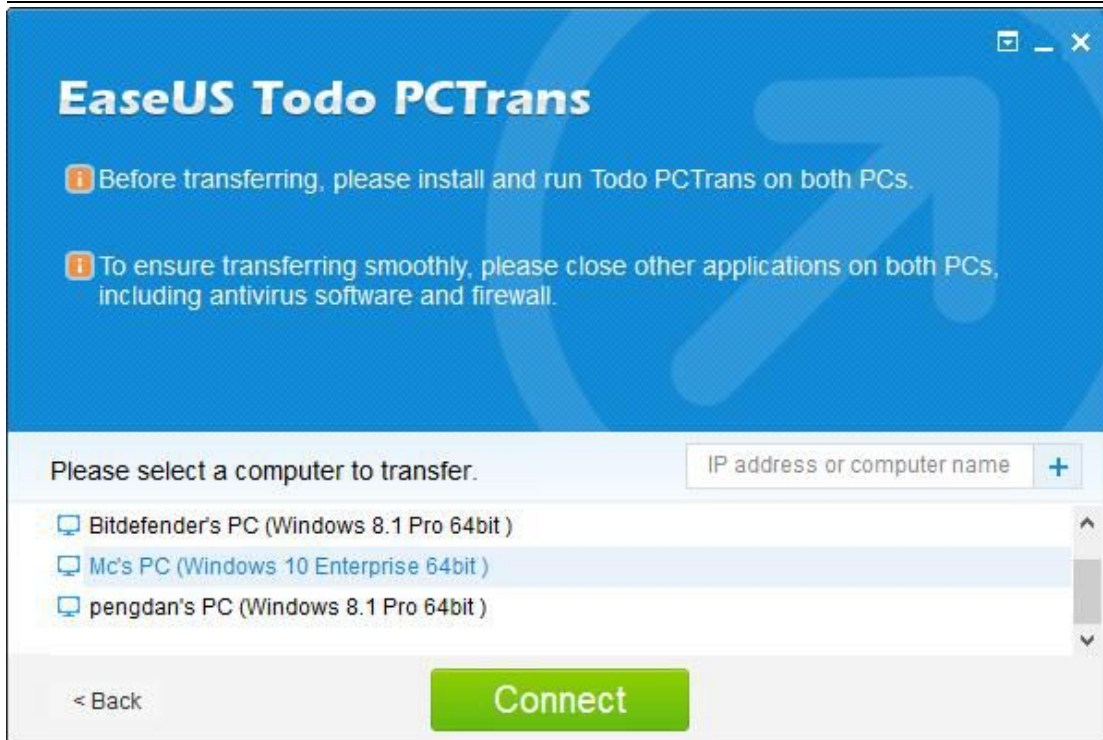 EaseUS Todo PCTrans
Before transferring, please install and run Todo PCTrans on both PCs.
To ensure transferring smoothly, please close other applications on both PCs,
including antivirus software and firewall.
Please select a computer to transfer.
IP address or computer name +
Bitdefender's PC (Windows 8.1 Pro 64bit )
Mc's PC (Windows 10 Enterprise 64bit )
pengdan's PC (Windows 8.1 Pro 64bit )
< Back
Connect